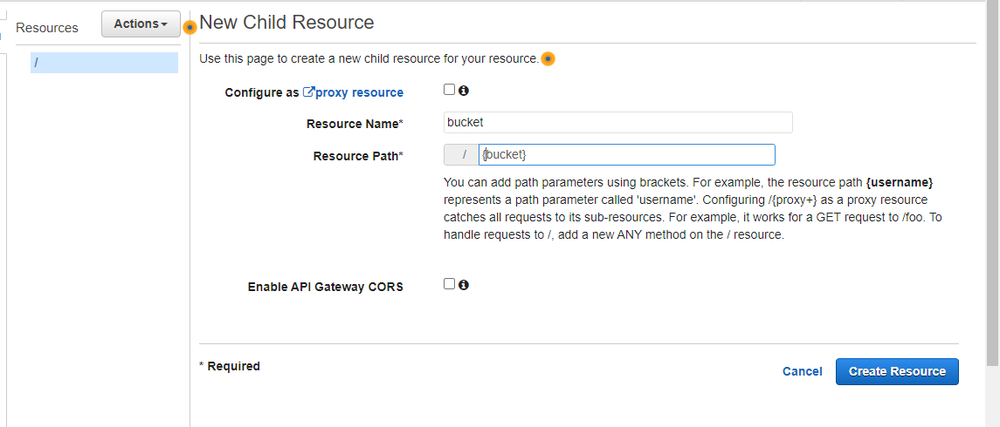 Resources
Actions
/
New Child Resource
Use this page to create a new child resource for your resource.
Configure as proxy resource
Resource Name*
bucket
Resource Path*
/ {bucket}
You can add path parameters using brackets. For example, the resource path {username}
represents a path parameter called 'username'. Configuring /{proxy+} as a proxy resource
catches all requests to its sub-resources. For example, it works for a GET request to /foo. To
handle requests to /, add a new ANY method on the / resource.
Enable API Gateway CORS
* Required
Cancel
Create Resource